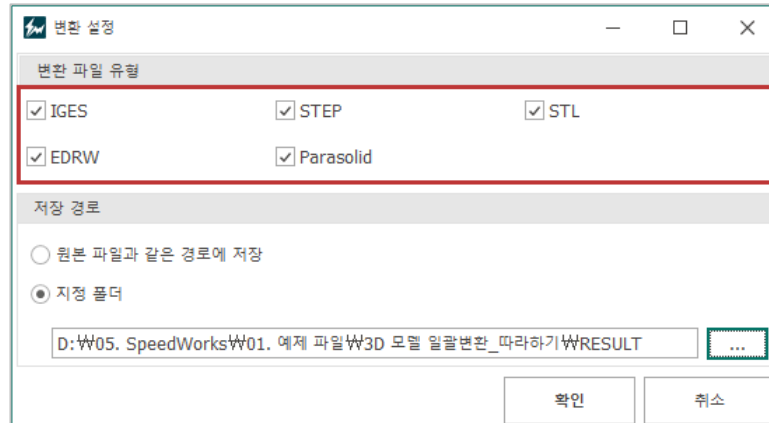 변환 설정
변환 파일 유형
IGES STEP STL
EDRW Parasolid
저장 경로
원본 파일과 같은 경로에 저장
지정 폴더
D:₩05. SpeedWorks₩01. 예제 파일₩3D 모델 일괄변환_따라하기₩RESULT ...
확인 취소